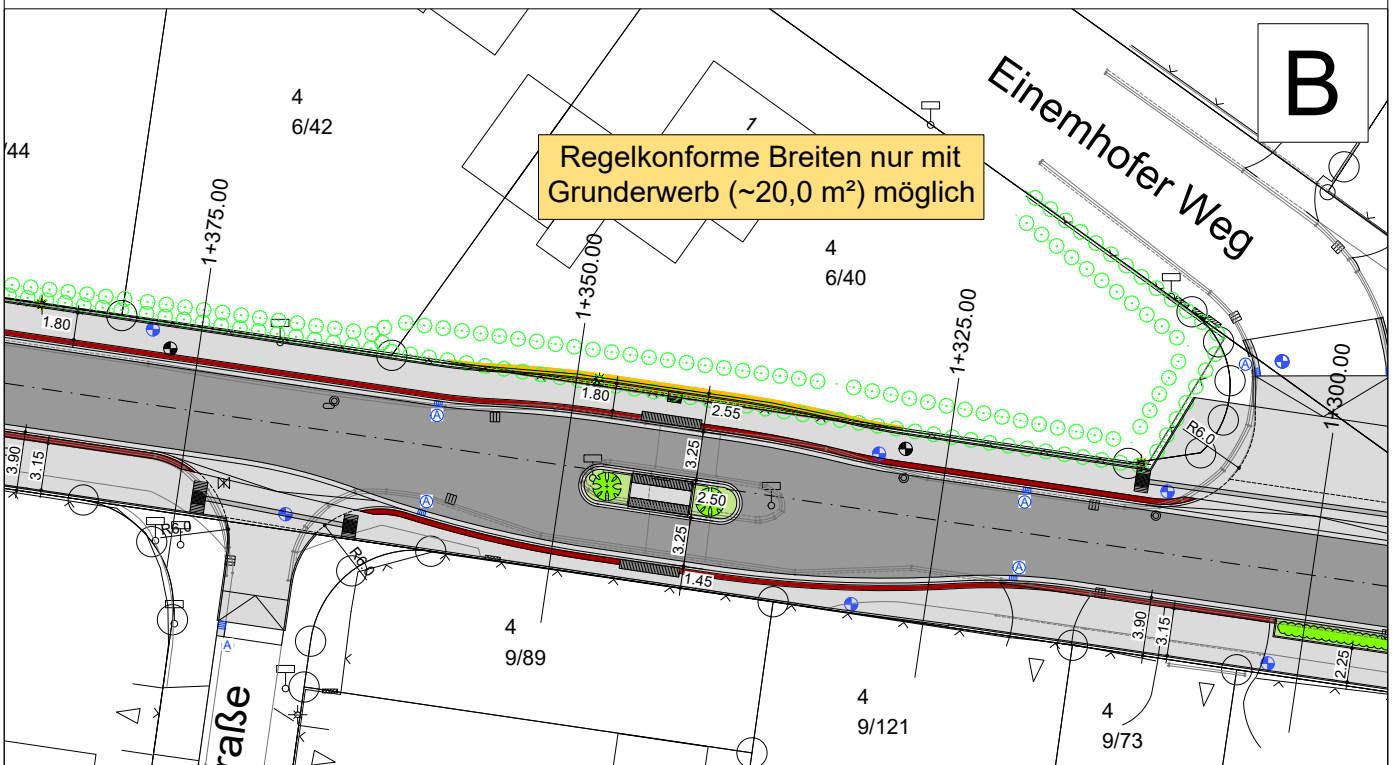 B
Einemhofer Weg
4
6/42
/44
1
Regelkonforme Breiten nur mit
Grunderwerb (~20,0 m²) möglich
4
6/40
1+375.00
1+350.00
1+325.00
1+300.00
1.80
1.80
2.55
3.25
2.50
3.25
1.45
3.90
3.15
R6.0
R6.0
R6.0
A
A
A
A
A
A
3.90
3.15
2.25
4
9/89
4
9/121
4
9/73
raße